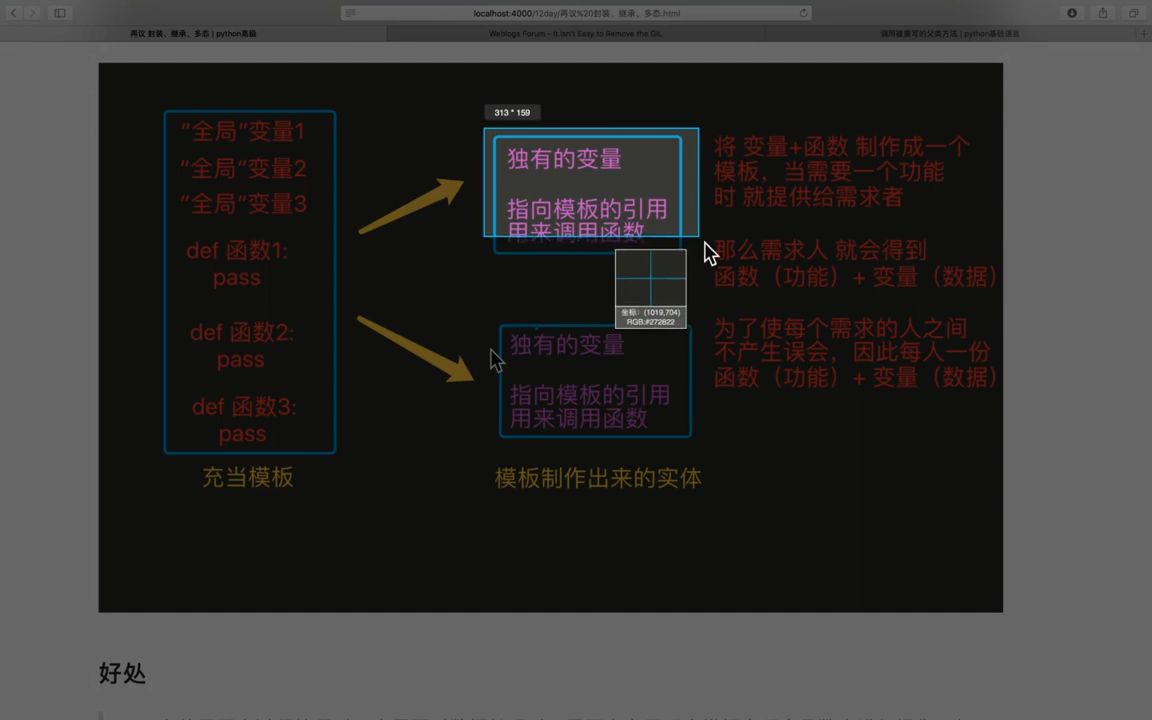 localhost:4000/12day/再议%20封装、继承、多态.html
再议 封装、继承、多态 | python高级
Weblogs Forum - It isn't Easy to Remove the GIL
调用被重写的父类方法 | python基础语言
313 * 159
“全局”变量1
“全局”变量2
“全局”变量3
def 函数1:
pass
def 函数2:
pass
def 函数3:
pass
充当模板
独有的变量
指向模板的引用
用来调用函数
坐标: (1019,704)
RGB:#272822
独有的变量
指向模板的引用
用来调用函数
模板制作出来的实体
将 变量+函数 制作成一个
模板，当需要一个功能
时 就提供给需求者
那么需求人 就会得到
函数（功能）+ 变量（数据）
为了使每个需求的人之间
不产生误会，因此每人一份
函数（功能）+ 变量（数据）
好处